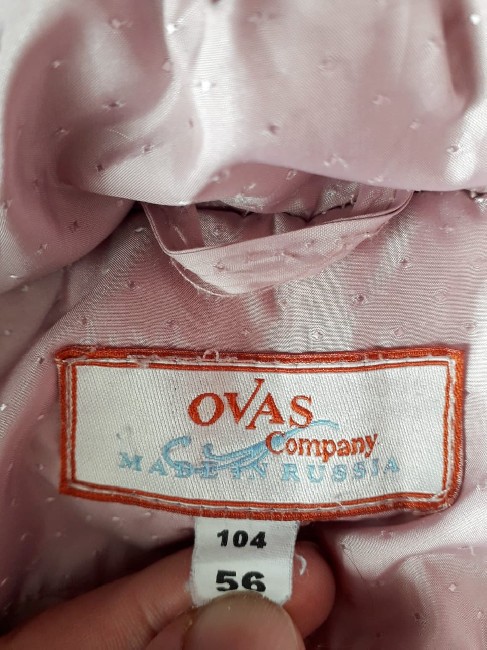 OVAS
Company
MADE IN RUSSIA
104
56